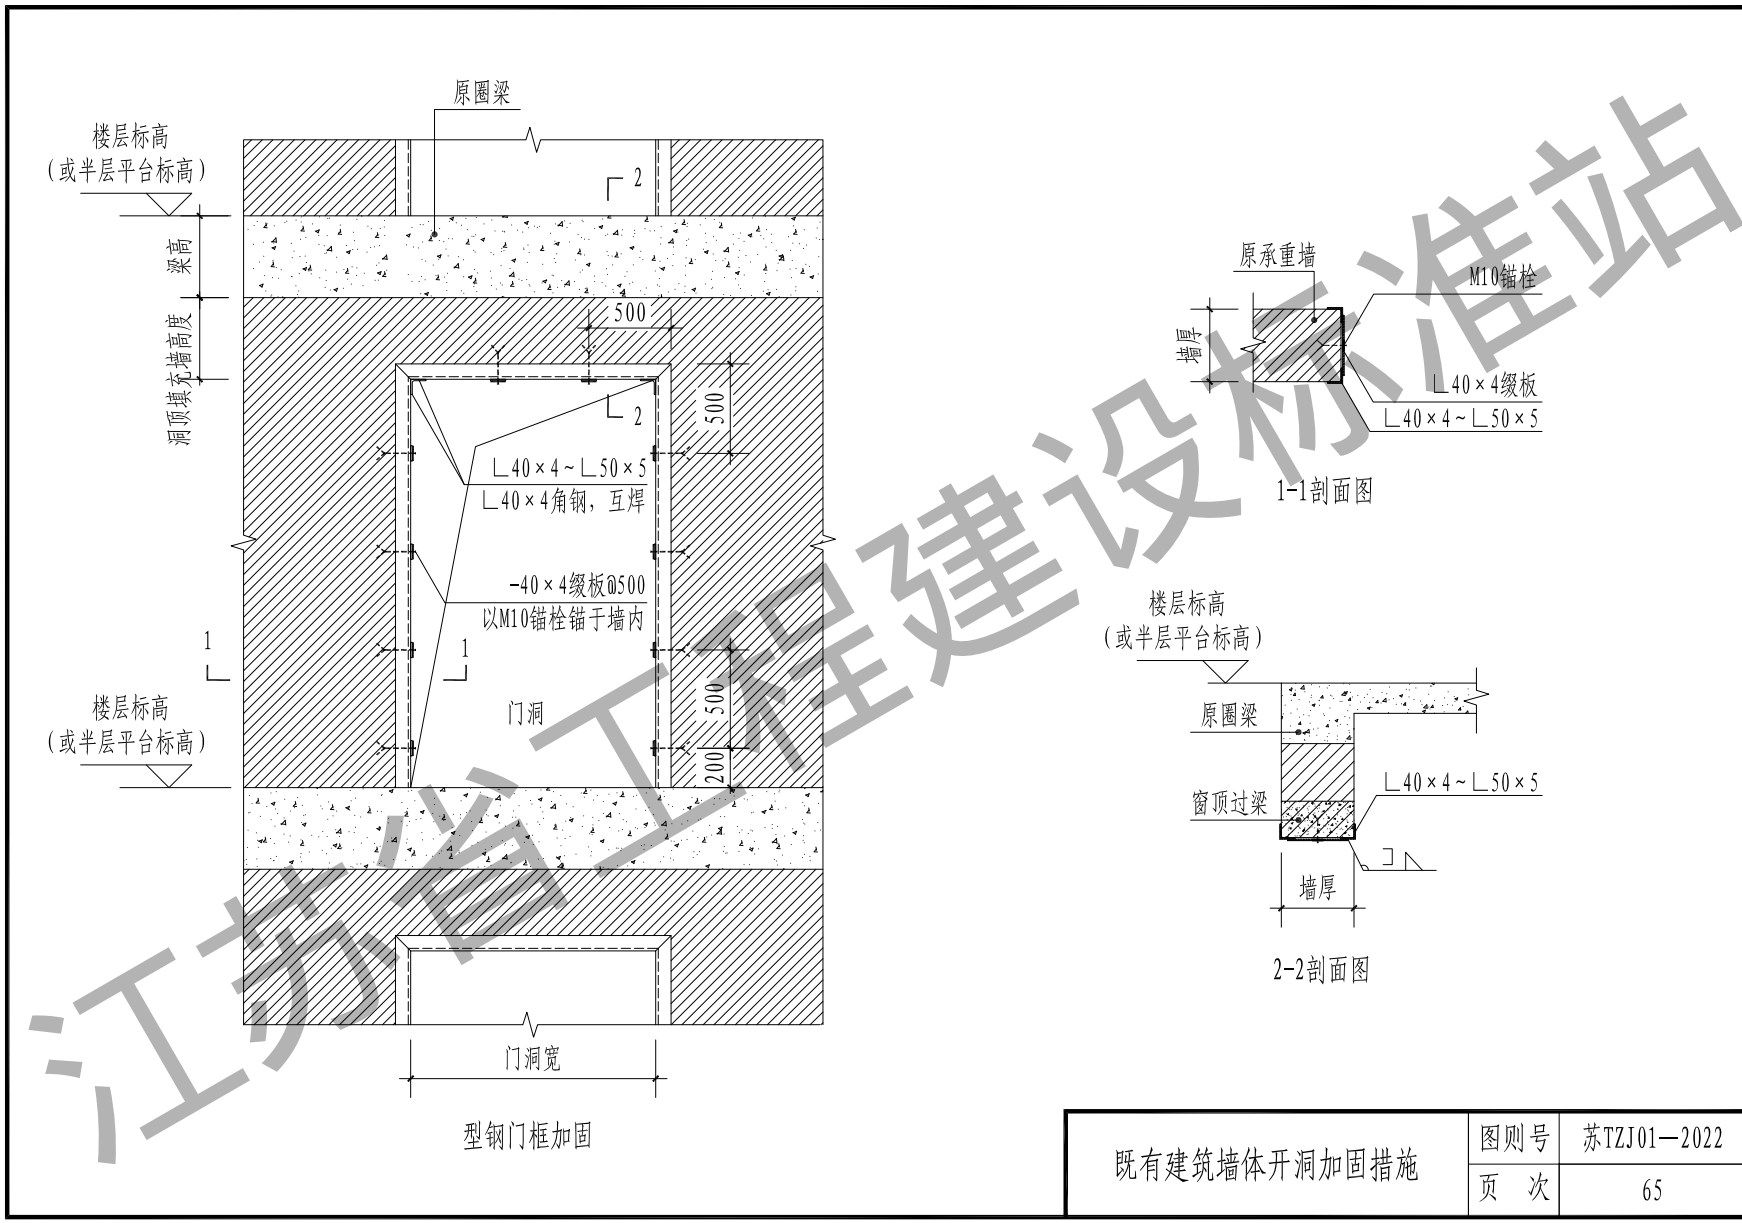 原圈梁
楼层标高
（或半层平台标高）
2
梁高
500
洞顶填充墙高度
2
500
∟40×4~∟50×5
∟40×4角钢，互焊
-40×4缀板@500
以M10锚栓锚于墙内
1
1
楼层标高
（或半层平台标高）
门洞
500
200
门洞宽
型钢门框加固
原承重墙
M10锚栓
墙厚
∟40×4缀板
∟40×4~∟50×5
1-1剖面图
楼层标高
（或半层平台标高）
原圈梁
∟40×4~∟50×5
窗顶过梁
墙厚
2-2剖面图
江苏省工程建设标准站
既有建筑墙体开洞加固措施
图则号
苏TZJ01—2022
页 次
65